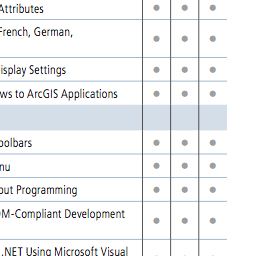 Attributes
French, German,
isplay Settings
ws to ArcGIS Applications
oolbars
nu
out Programming
OM-Compliant Development
.NET Using Microsoft Visual